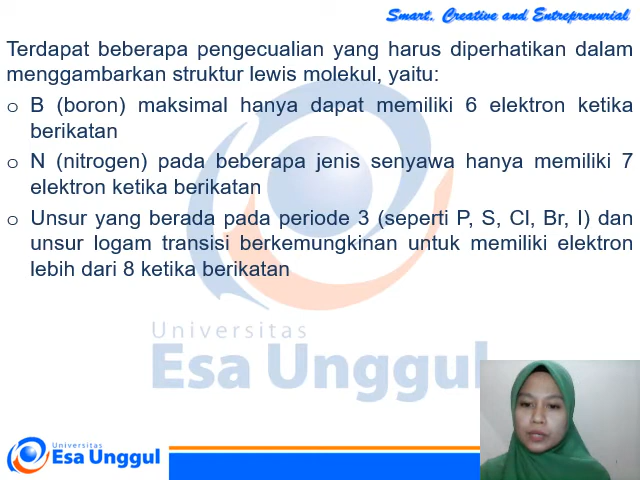 Smart, Creative and Entreprenurial
Terdapat beberapa pengecualian yang harus diperhatikan dalam
menggambarkan struktur lewis molekul, yaitu:
o B (boron) maksimal hanya dapat memiliki 6 elektron ketika
berikatan
o N (nitrogen) pada beberapa jenis senyawa hanya memiliki 7
elektron ketika berikatan
o Unsur yang berada pada periode 3 (seperti P, S, Cl, Br, I) dan
unsur logam transisi berkemungkinan untuk memiliki elektron
lebih dari 8 ketika berikatan
Universitas
Esa Unggul
Universitas
Esa Unggul